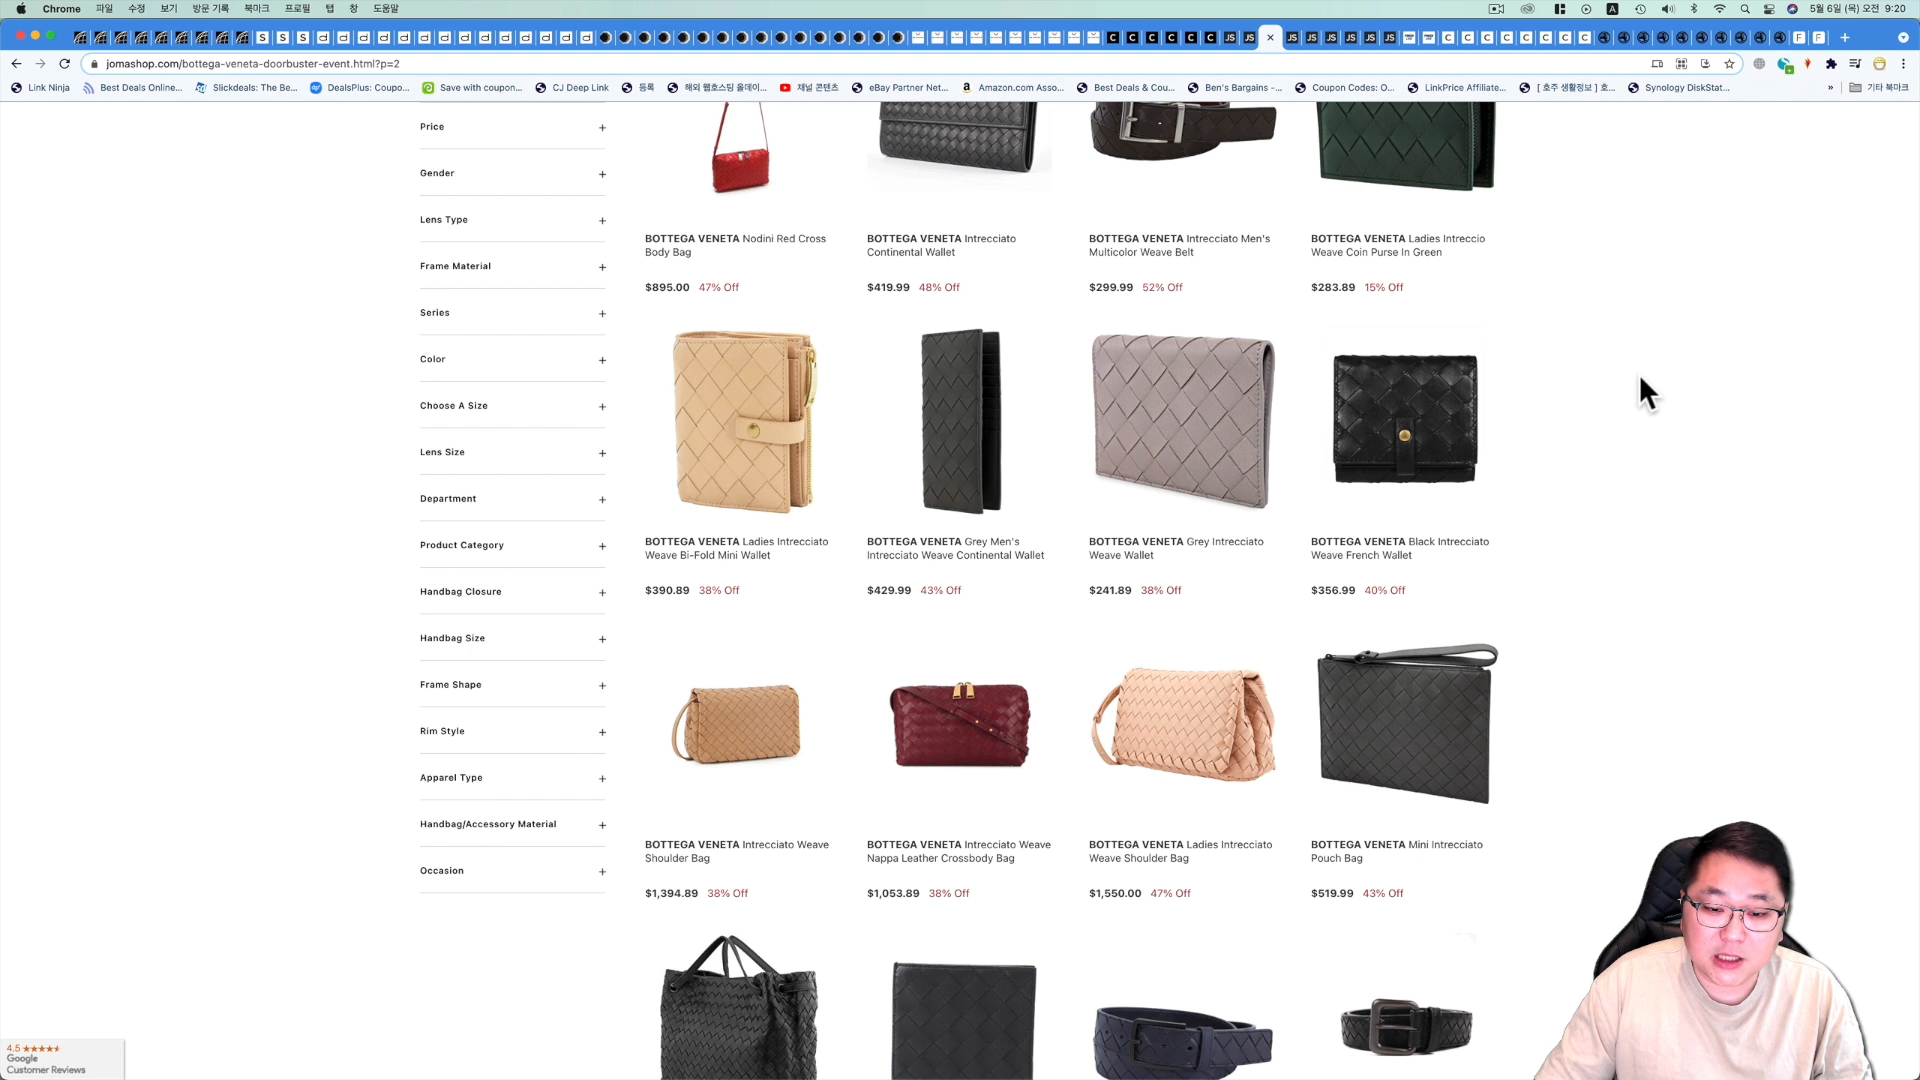 Chrome 파일 수정 보기 방문 기록 북마크 프로필 탭 창 도움말 5월 6일 (목) 오전 9:20
jomashop.com/bottega-veneta-doorbuster-event.html?p=2
Link Ninja Best Deals Online... Slickdeals: The Be... DealsPlus: Coupo... Save with coupon... CJ Deep Link 등록 해외 웹호스팅 올데이... 채널 콘텐츠 eBay Partner Net... Amazon.com Asso... Best Deals & Cou... Ben's Bargains -... Coupon Codes: O... LinkPrice Affiliate... [ 호주 생활정보 ] 호... Synology DiskStat... » 기타 북마크
Price +
Gender +
Lens Type +
Frame Material +
Series +
Color +
Choose A Size +
Lens Size +
Department +
Product Category +
Handbag Closure +
Handbag Size +
Frame Shape +
Rim Style +
Apparel Type +
Handbag/Accessory Material +
Occasion +
BOTTEGA VENETA Nodini Red Cross
Body Bag
$895.00 47% Off
BOTTEGA VENETA Intrecciato
Continental Wallet
$419.99 48% Off
BOTTEGA VENETA Intrecciato Men's
Multicolor Weave Belt
$299.99 52% Off
BOTTEGA VENETA Ladies Intreccio
Weave Coin Purse In Green
$283.89 15% Off
BOTTEGA VENETA Ladies Intrecciato
Weave Bi-Fold Mini Wallet
$390.89 38% Off
BOTTEGA VENETA Grey Men's
Intrecciato Weave Continental Wallet
$429.99 43% Off
BOTTEGA VENETA Grey Intrecciato
Weave Wallet
$241.89 38% Off
BOTTEGA VENETA Black Intrecciato
Weave French Wallet
$356.99 40% Off
BOTTEGA VENETA Intrecciato Weave
Shoulder Bag
$1,394.89 38% Off
BOTTEGA VENETA Intrecciato Weave
Nappa Leather Crossbody Bag
$1,053.89 38% Off
BOTTEGA VENETA Ladies Intrecciato
Weave Shoulder Bag
$1,550.00 47% Off
BOTTEGA VENETA Mini Intrecciato
Pouch Bag
$519.99 43% Off
4.5
Google
Customer Reviews